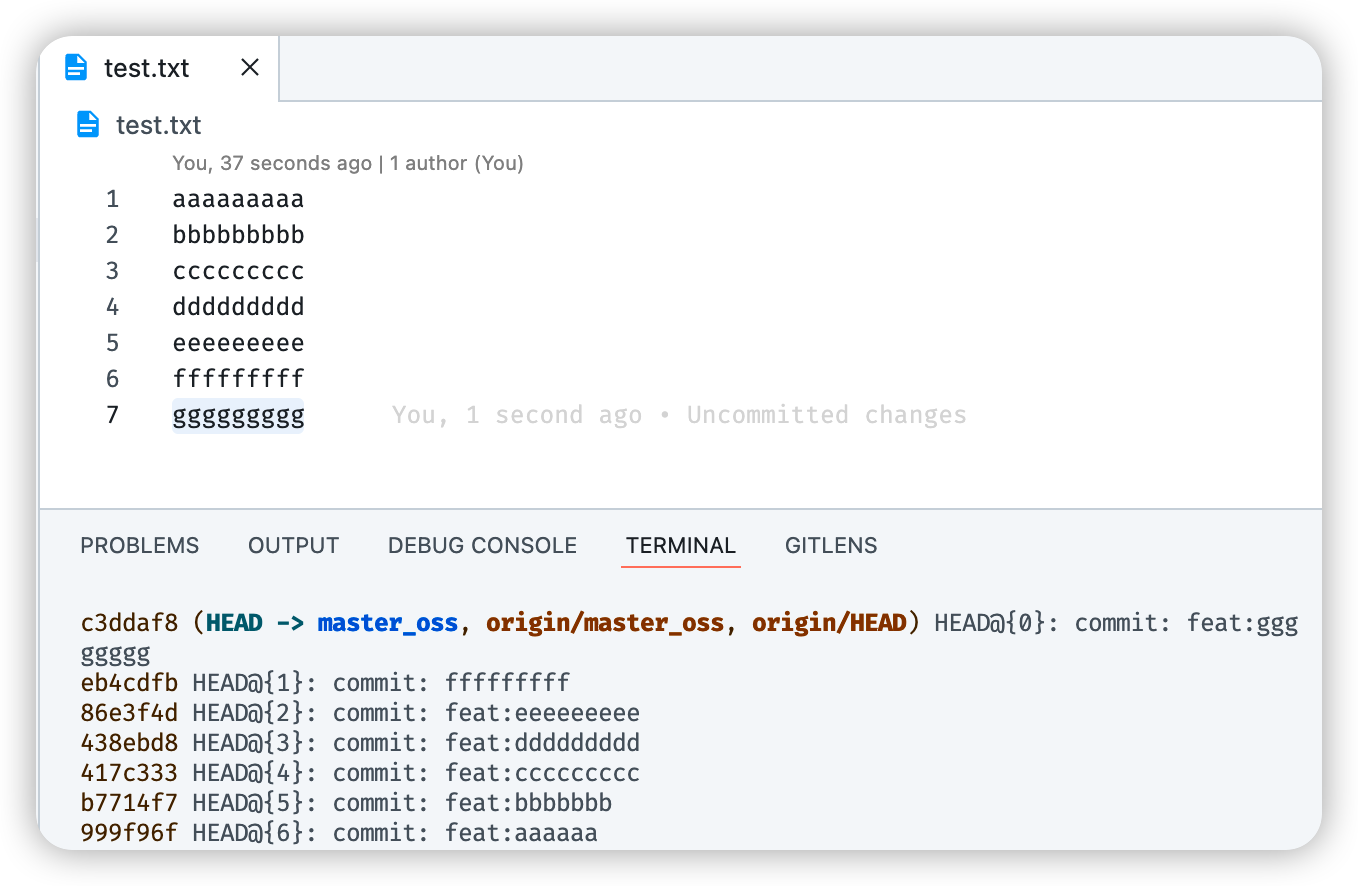 test.txt
test.txt
You, 37 seconds ago | 1 author (You)
1 aaaaaaaaa
2 bbbbbbbbb
3 ccccccccc
4 ddddddddd
5 eeeeeeeee
6 fffffffff
7 ggggggggg You, 1 second ago • Uncommitted changes
PROBLEMS OUTPUT DEBUG CONSOLE TERMINAL GITLENS
c3ddaf8 (HEAD -> master_oss, origin/master_oss, origin/HEAD) HEAD@{0}: commit: feat:ggg
ggggg
eb4cdfb HEAD@{1}: commit: fffffffff
86e3f4d HEAD@{2}: commit: feat:eeeeeeeee
438ebd8 HEAD@{3}: commit: feat:ddddddddd
417c333 HEAD@{4}: commit: feat:ccccccccc
b7714f7 HEAD@{5}: commit: feat:bbbbbbb
999f96f HEAD@{6}: commit: feat:aaaaaa